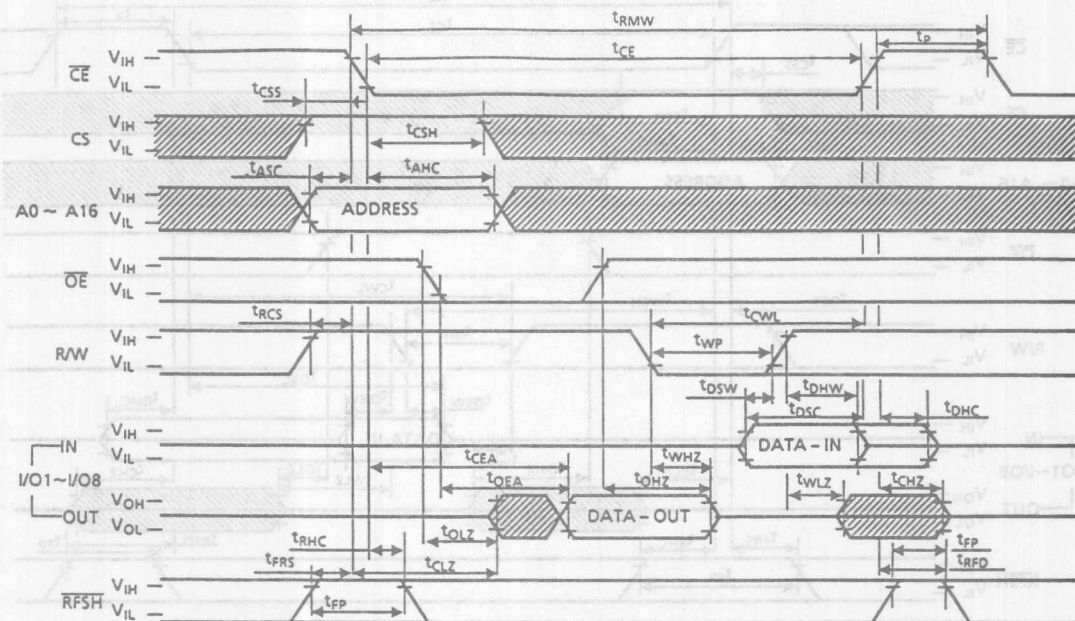 tRMW
tCE
tP
CE
VIH
VIL
tCSS
CS
VIH
VIL
tCSH
tASC
tAHC
A0 ~ A16
VIH
VIL
ADDRESS
OE
VIH
VIL
tRCS
tCWL
R/W
VIH
VIL
tWP
tDSW
tDHW
tDSC
tDHC
IN
VIH
VIL
DATA - IN
I/O1~I/O8
tCEA
tWHZ
tOEA
tOHZ
tWLZ
tCHZ
OUT
VOH
VOL
DATA - OUT
tRHC
tOLZ
tFP
tFRS
tCLZ
tRFD
RFSH
VIH
VIL
tFP